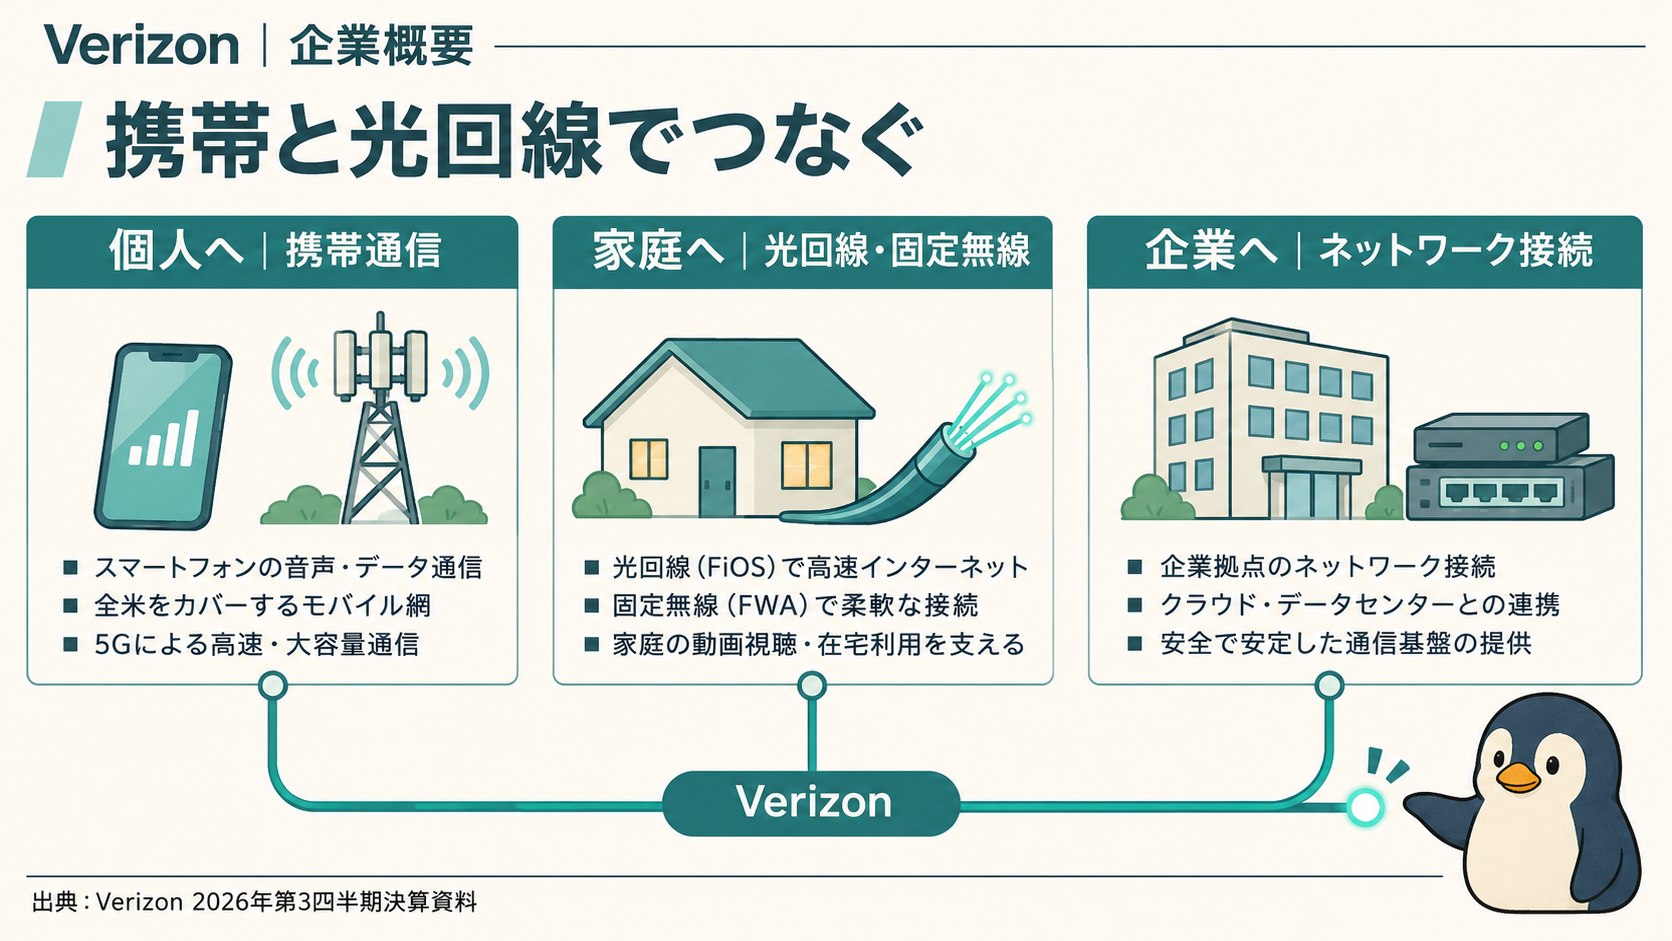 Verizon｜企業概要
携帯と光回線でつなぐ
個人へ｜携帯通信
スマートフォンの音声・データ通信
全米をカバーするモバイル網
5Gによる高速・大容量通信
家庭へ｜光回線・固定無線
光回線（FiOS）で高速インターネット
固定無線（FWA）で柔軟な接続
家庭の動画視聴・在宅利用を支える
企業へ｜ネットワーク接続
企業拠点のネットワーク接続
クラウド・データセンターとの連携
安全で安定した通信基盤の提供
Verizon
出典：Verizon 2026年第3四半期決算資料